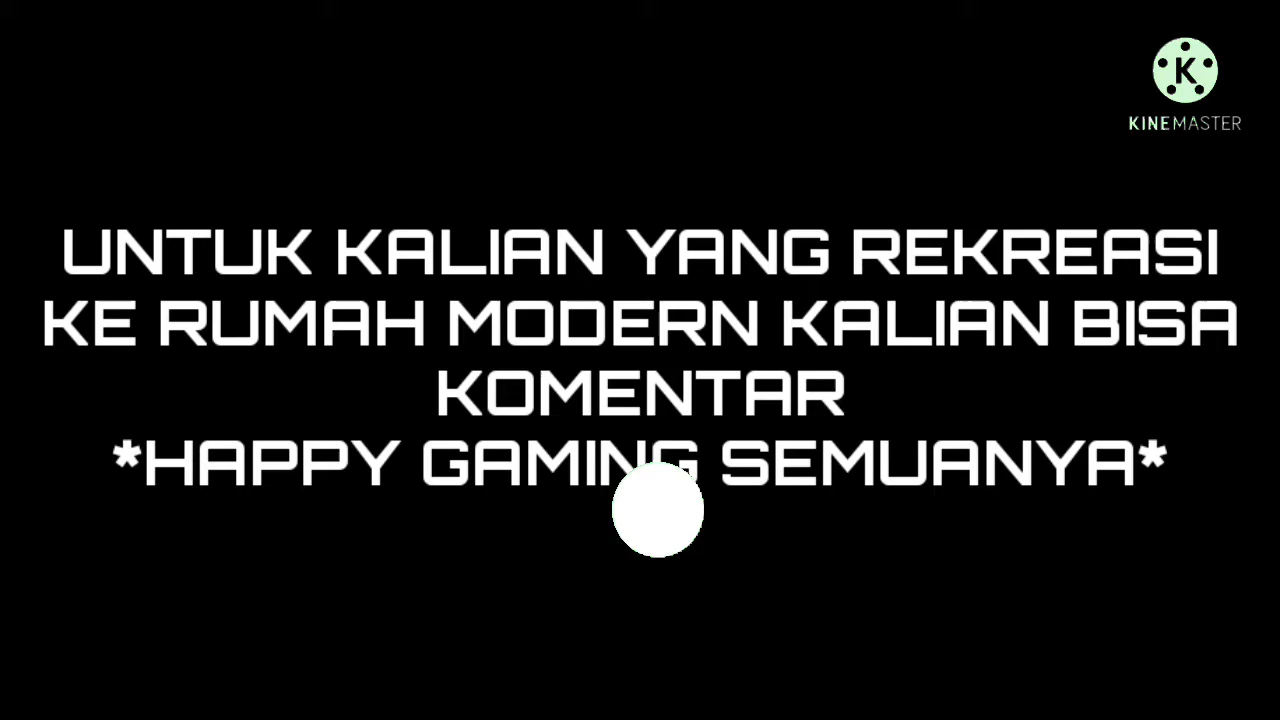 K
KINEMASTER
UNTUK KALIAN YANG REKREASI
KE RUMAH MODERN KALIAN BISA
KOMENTAR
*HAPPY GAMING SEMUANYA*